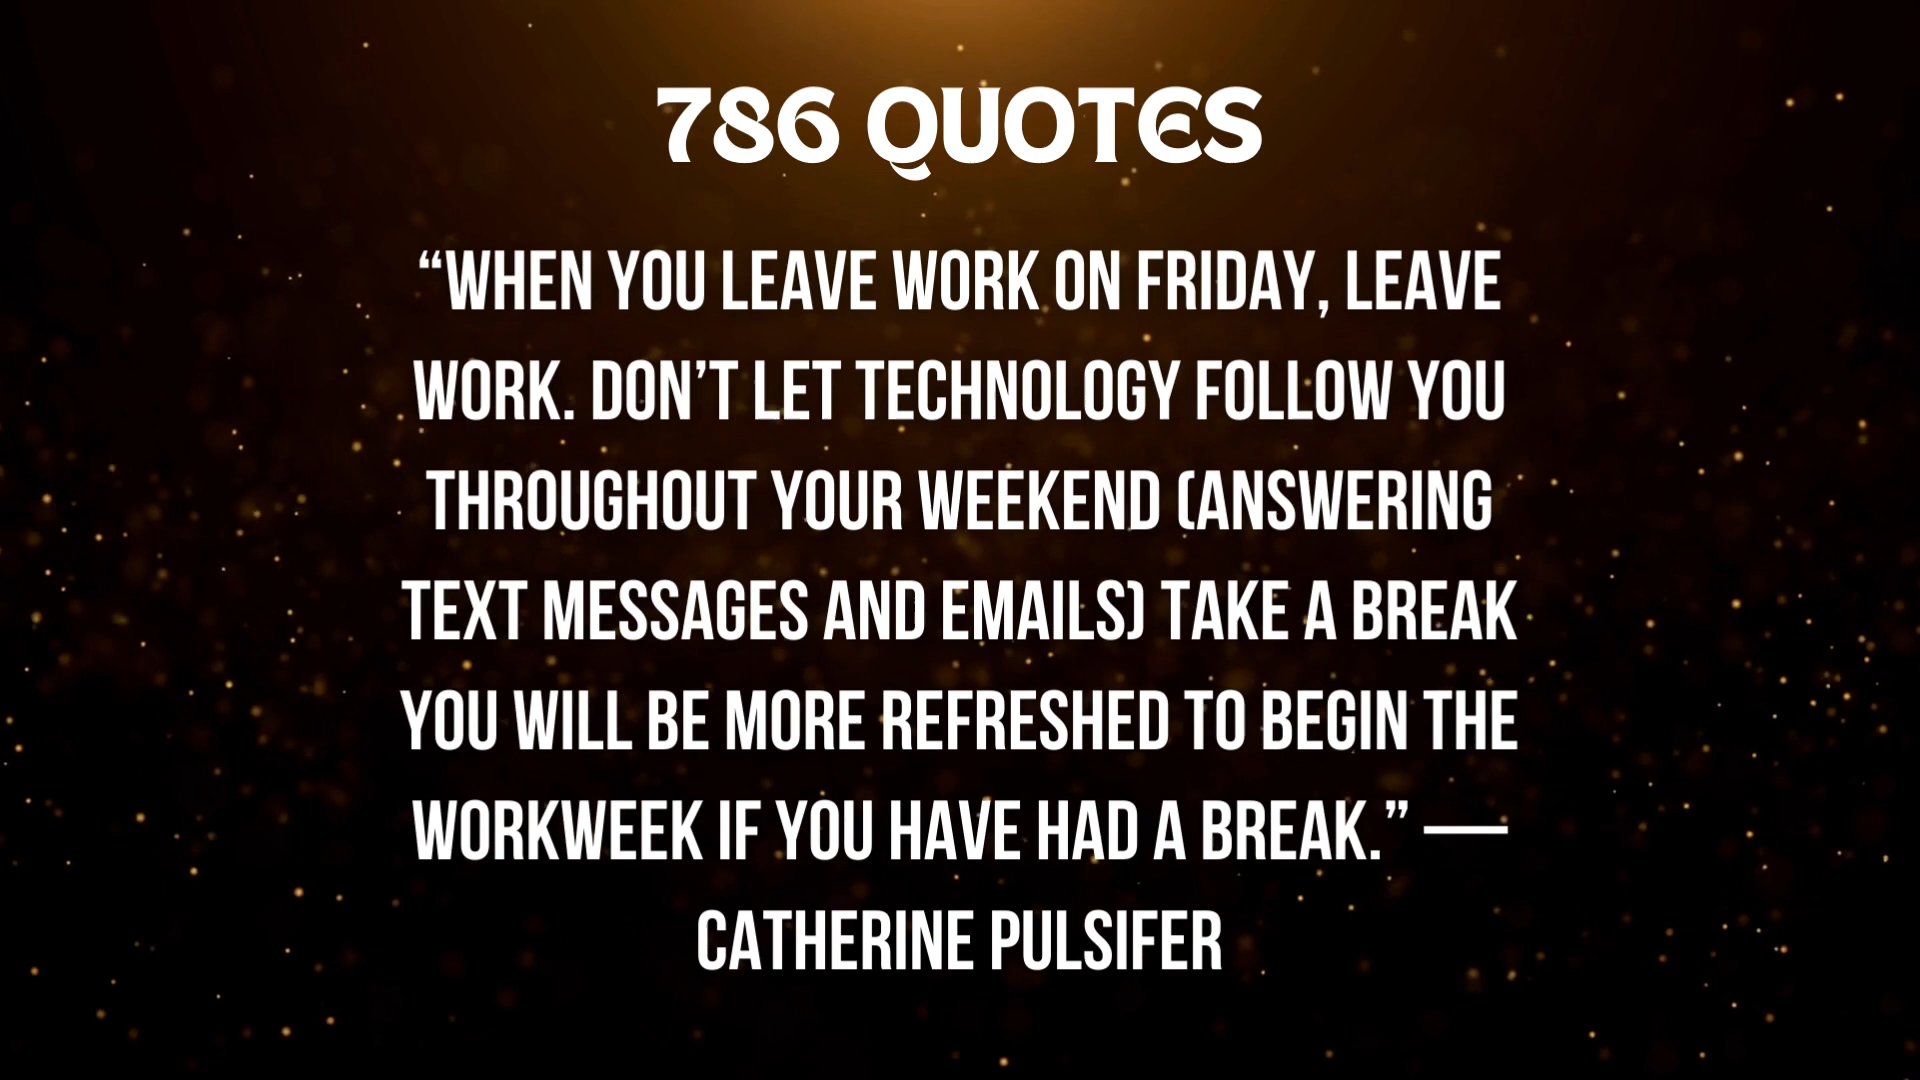 786 QUOTES
“WHEN YOU LEAVE WORK ON FRIDAY, LEAVE
WORK. DON’T LET TECHNOLOGY FOLLOW YOU
THROUGHOUT YOUR WEEKEND (ANSWERING
TEXT MESSAGES AND EMAILS) TAKE A BREAK
YOU WILL BE MORE REFRESHED TO BEGIN THE
WORKWEEK IF YOU HAVE HAD A BREAK.” —
CATHERINE PULSIFER